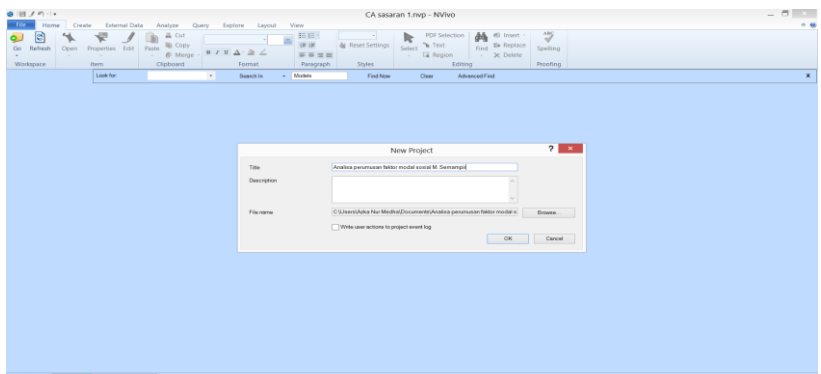 CA sasaran 1.nvp - NVivo
File Home Create External Data Analyze Query Explore Layout View
Go Refresh Open Properties Edit Paste Cut Copy Merge B I U A Reset Settings Select PDF Selection Text Region Find Insert Replace Delete ABC Spelling
Workspace Item Clipboard Format Paragraph Styles Editing Proofing
Look for: Search In Models Find Now Clear Advanced Find X
New Project ? ×
Title Analisa perumusan faktor modal sosial M. Semampir
Description
File name C:\Users\Azka Nur Medha\Documents\Analisa perumusan faktor modal s Browse...
Write user actions to project event log
OK Cancel